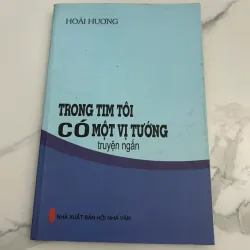 HOÀI HƯƠNG
TRONG TIM TÔI
CÓ MỘT VỊ TƯỚNG
truyện ngắn
NHÀ XUẤT BẢN HỘI NHÀ VĂN